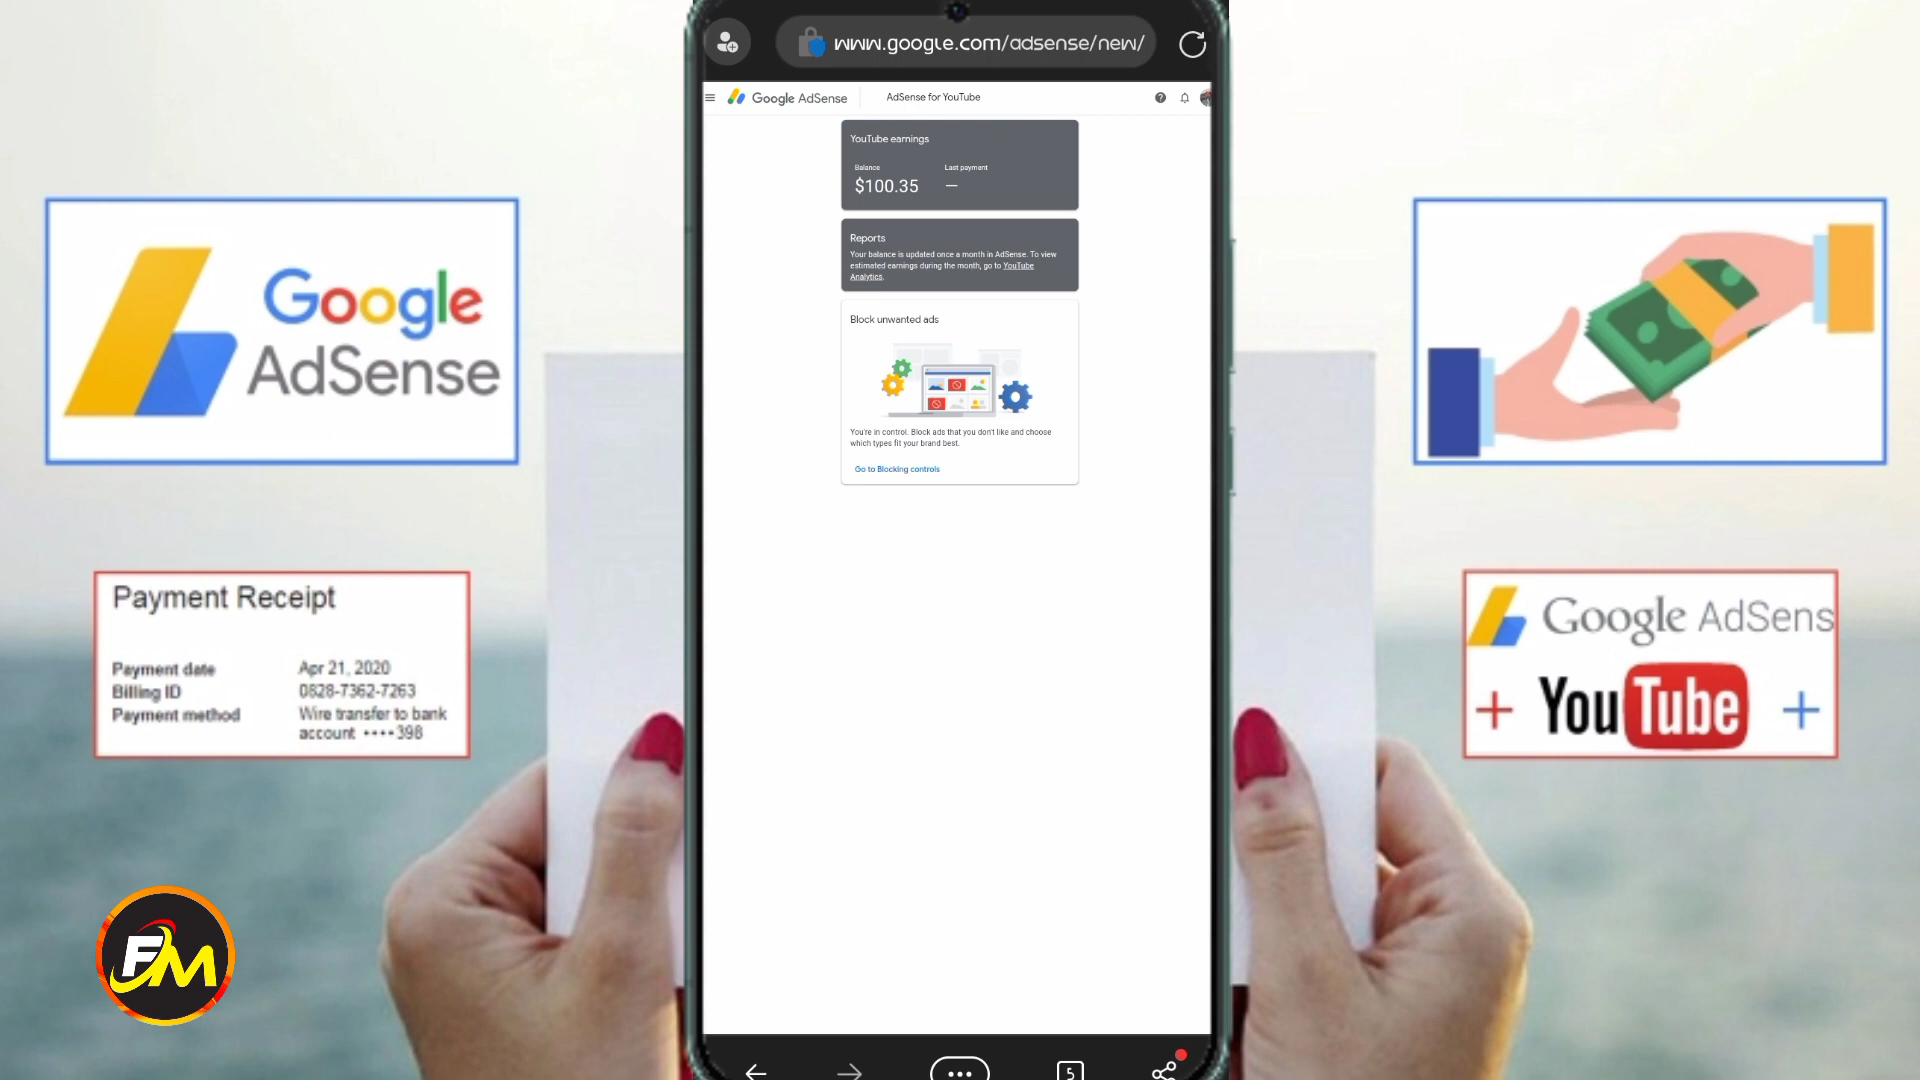 www.google.com/adsense/new/
Google AdSense
AdSense for YouTube
YouTube earnings
Balance
Last payment
$100.35
—
Reports
Your balance is updated once a month in AdSense. To view
estimated earnings during the month, go to YouTube
Analytics.
Block unwanted ads
You're in control. Block ads that you don't like and choose
which types fit your brand best.
Go to Blocking controls
5
Google
AdSense
Payment Receipt
Payment date Apr 21, 2020
Billing ID 0828-7362-7263
Payment method Wire transfer to bank
account ••••398
Google AdSens
+ YouTube +
FM